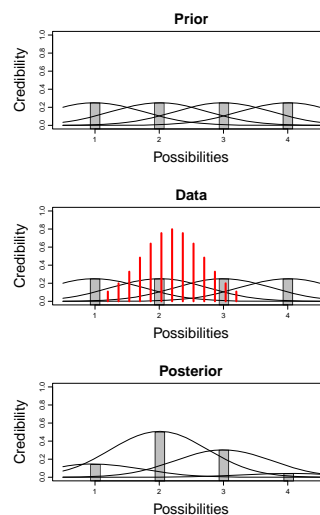 Prior
Credibility
0.0 0.2 0.4 0.6 0.8 1.0
1 2 3 4
Possibilities
Data
Credibility
0.0 0.2 0.4 0.6 0.8 1.0
1 2 3 4
Possibilities
Posterior
Credibility
0.0 0.2 0.4 0.6 0.8 1.0
1 2 3 4
Possibilities